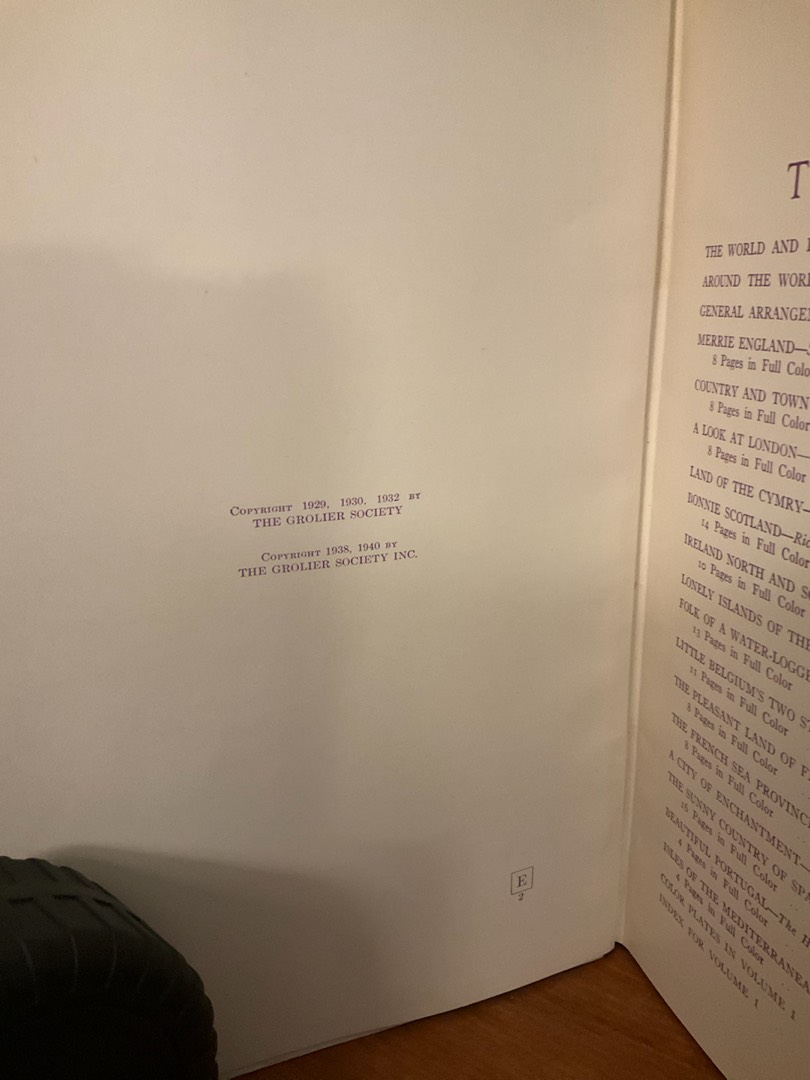 Copyright 1929, 1930, 1932 by
THE GROLIER SOCIETY
Copyright 1938, 1940 by
THE GROLIER SOCIETY INC.
E
2
T
THE WORLD AND
AROUND THE WOR
GENERAL ARRANGE
MERRIE ENGLAND—
8 Pages in Full Colo
COUNTRY AND TOWN
8 Pages in Full Color
A LOOK AT LONDON—
8 Pages in Full Color
LAND OF THE CYMRY—
BONNIE SCOTLAND—Ric
14 Pages in Full Color
IRELAND NORTH AND S
10 Pages in Full Color
LONELY ISLANDS OF THE
FOLK OF A WATER-LOGGE
13 Pages in Full Color
LITTLE BELGIUM'S TWO ST
11 Pages in Full Color
THE PLEASANT LAND OF F
8 Pages in Full Color
THE FRENCH SEA PROVINC
8 Pages in Full Color
A CITY OF ENCHANTMENT—
THE SUNNY COUNTRY OF SPA
16 Pages in Full Color
BEAUTIFUL PORTUGAL—The
4 Pages in Full Color
ISLES OF THE MEDITERRANEA
4 Pages in Full Color
COLOR PLATES IN VOLUME I
INDEX FOR VOLUME I